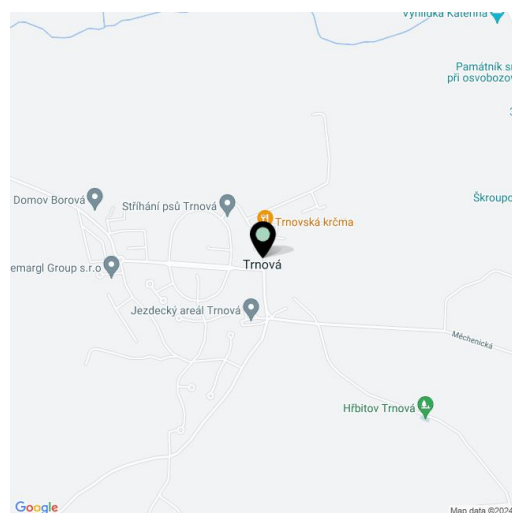 Vyhlídka Kateřina
Památník s
při osvobozov
Škroupo
Domov Borová
Stříhání psů Trnová
Trnovská krčma
Trnová
emargl Group s.r.o
Jezdecký areál Trnová
Měchenická
Hřbitov Trnová
Google
Map data ©2024